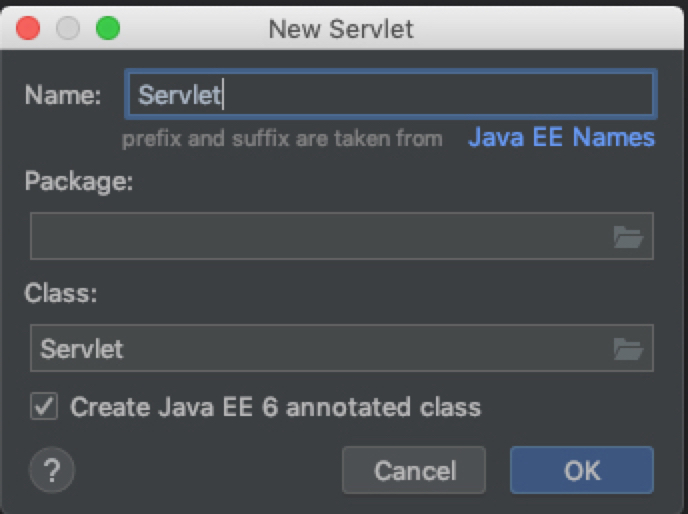 New Servlet
Name: Servlet
prefix and suffix are taken from Java EE Names
Package:
Class:
Servlet
Create Java EE 6 annotated class
? Cancel OK